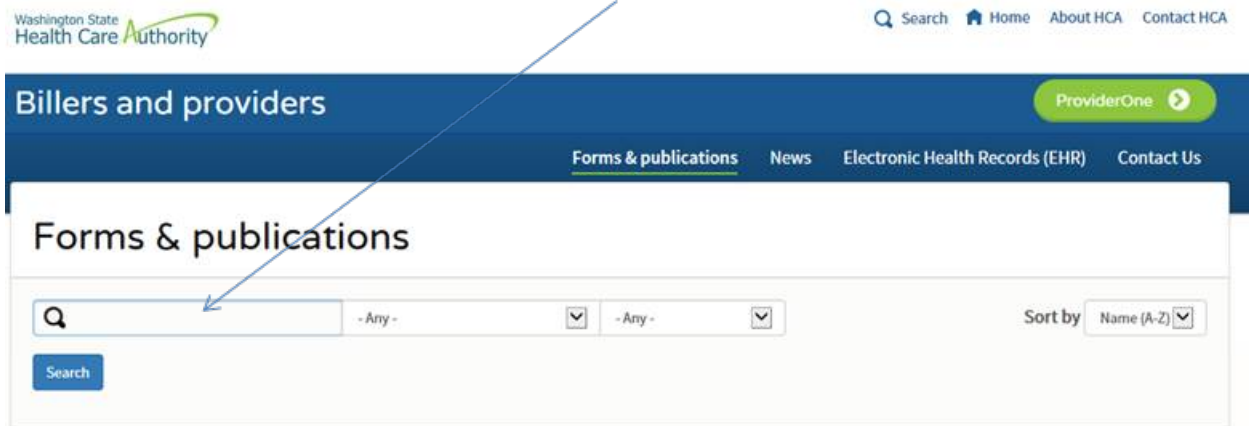 Washington State
Health Care Authority
Search Home About HCA Contact HCA
Billers and providers
ProviderOne
Forms & publications News Electronic Health Records (EHR) Contact Us
Forms & publications
- Any - - Any - Sort by Name (A-Z)
Search